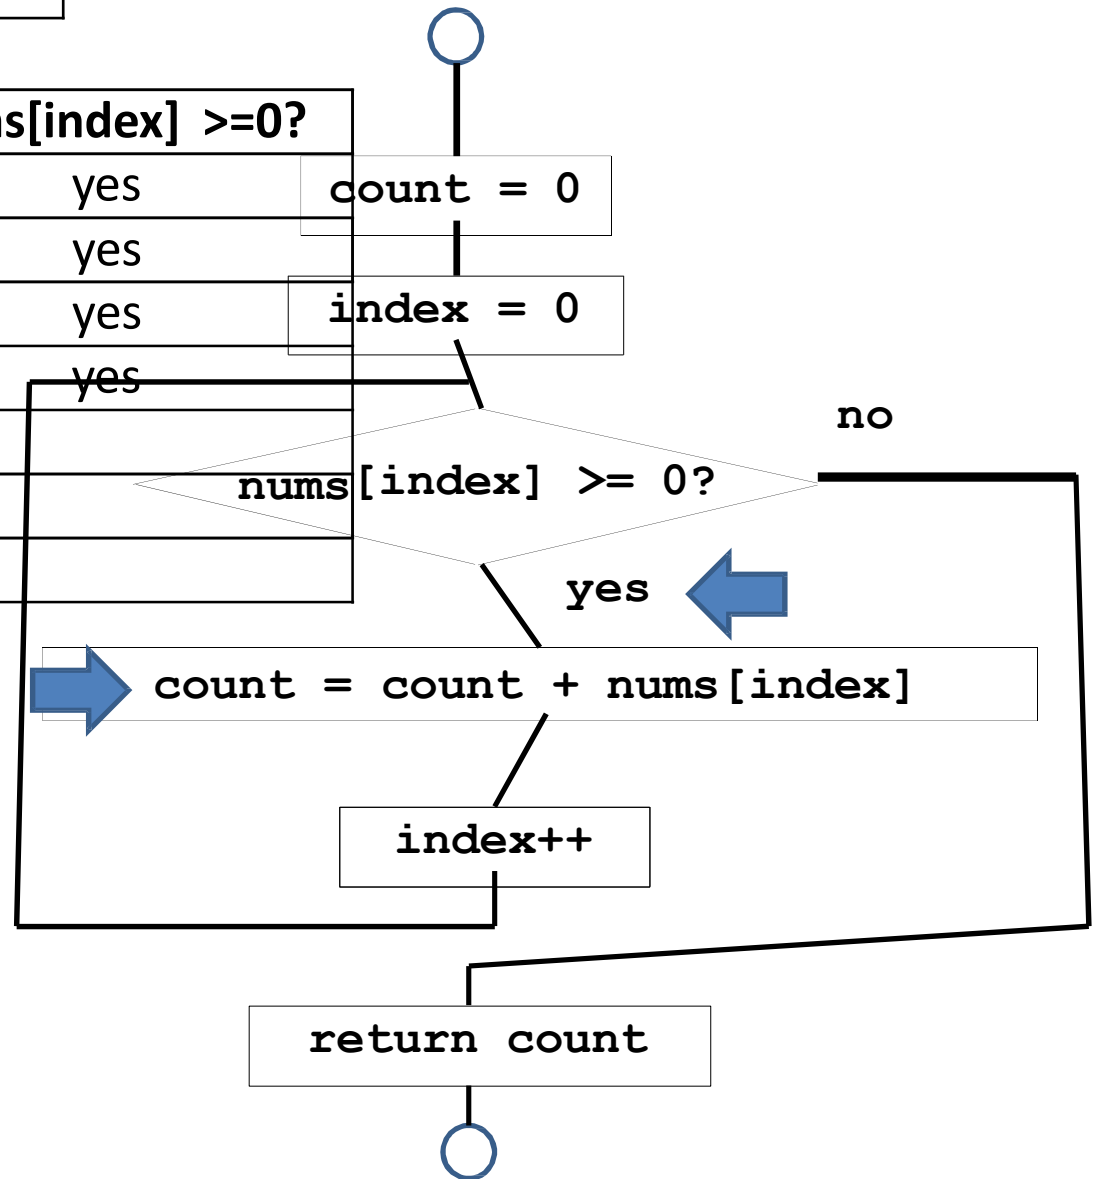 s[index] >=0?
yes
yes
yes
yes
count = 0
index = 0
no
nums[index] >= 0?
yes
count = count + nums[index]
index++
return count